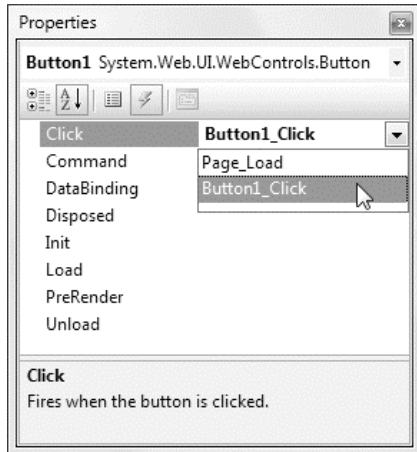 Properties
Button1 System.Web.UI.WebControls.Button
A
Z
Click Button1_Click
Command Page_Load
DataBinding Button1_Click
Disposed
Init
Load
PreRender
Unload
Click
Fires when the button is clicked.